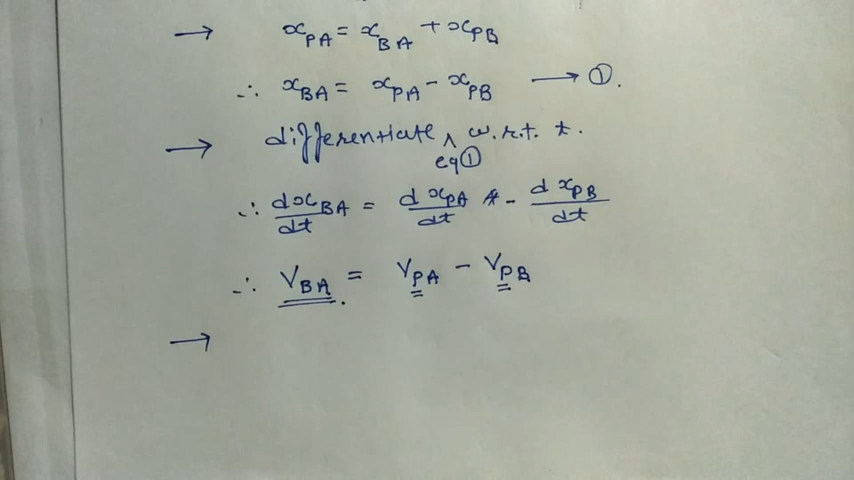 → x_PA = x_BA + x_PB
∴ x_BA = x_PA - x_PB → ①.
→ differentiate ^ eq① w.r.t. t.
∴ dx_BA/dt = dx_PA/dt - dx_PB/dt
∴ V_BA = V_PA - V_PB
→